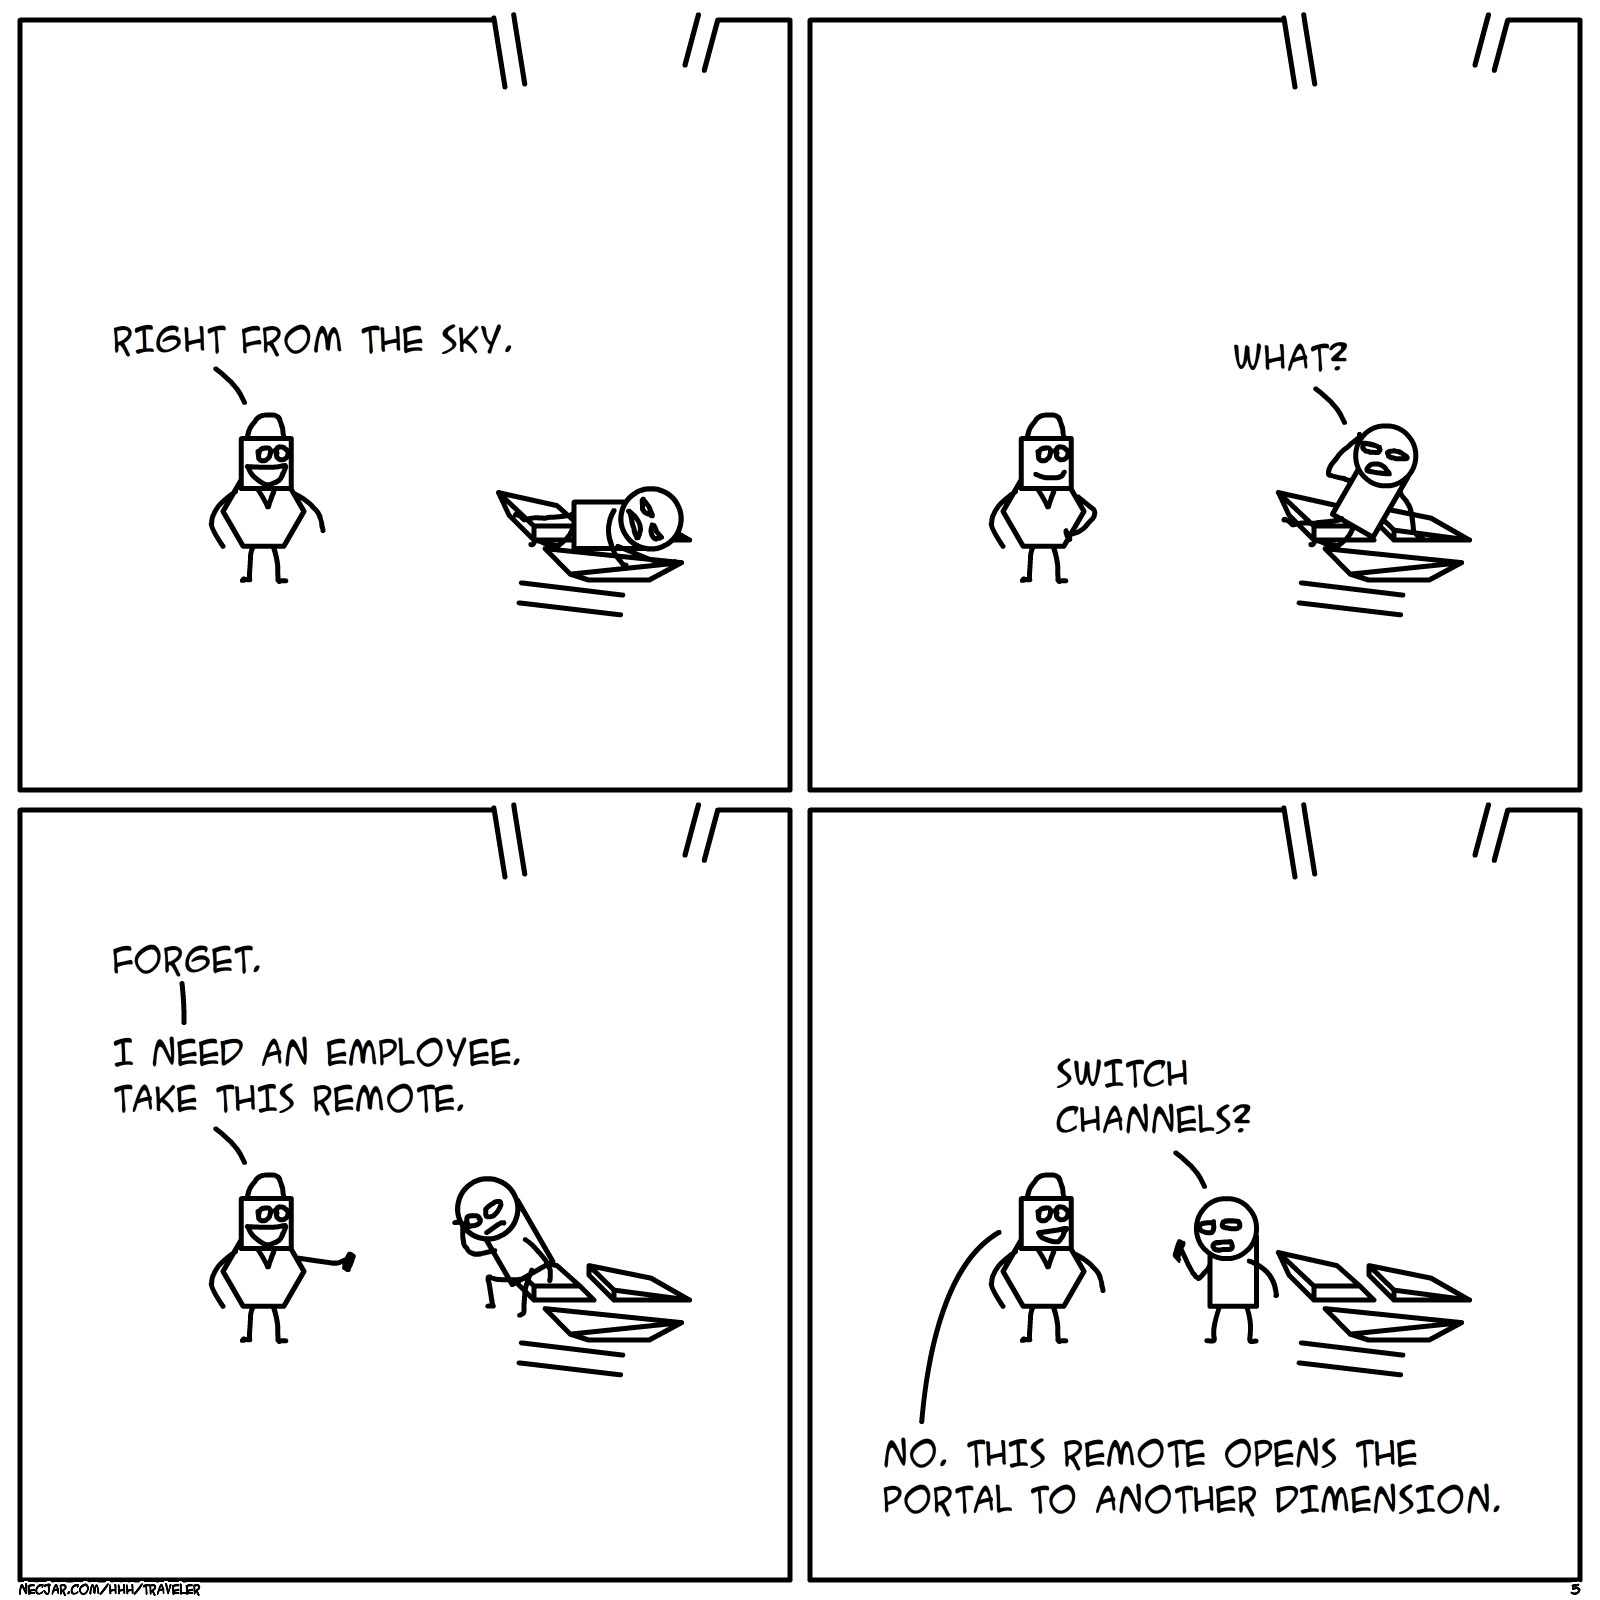 RIGHT FROM THE SKY.
WHAT?
FORGET.
I NEED AN EMPLOYEE.
TAKE THIS REMOTE.
SWITCH
CHANNELS?
NO. THIS REMOTE OPENS THE
PORTAL TO ANOTHER DIMENSION.
NECJAR.COM/HHH/TRAVELER
5